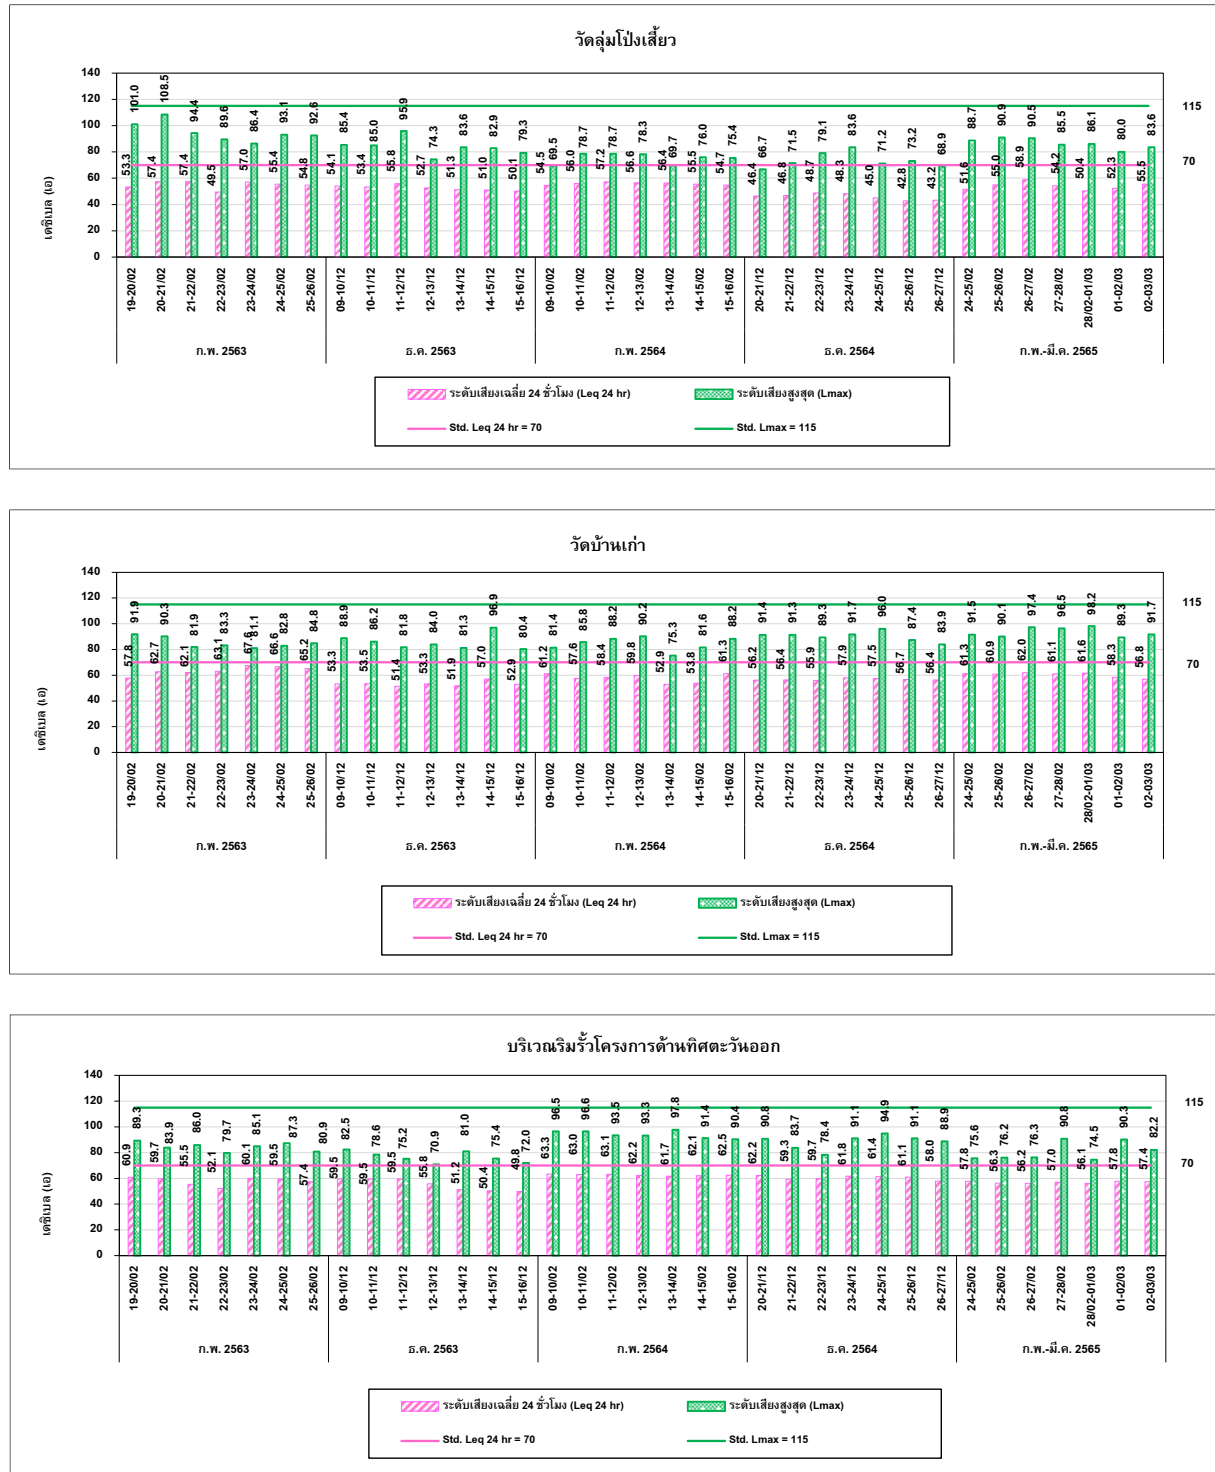 วัดลุ่มโป่งเสี้ยว
140
120
100
80
60
40
20
0
เดซิเบล (เอ)
115
70
53.3 101.0 57.4 108.5 57.4 94.4 49.5 89.6 57.0 86.4 55.4 93.1 54.8 92.6 54.1 85.4 53.4 85.0 55.8 95.9 52.7 74.3 51.3 83.6 51.0 82.9 50.1 79.3 54.5 69.5 56.0 78.7 57.2 78.7 56.6 78.3 56.4 69.7 55.5 76.0 54.7 75.4 46.4 66.7 46.8 71.5 48.7 79.1 48.3 83.6 45.0 71.2 42.8 73.2 43.2 68.9 51.6 88.7 55.0 90.9 58.9 90.5 54.2 85.5 50.4 86.1 52.3 80.0 55.5 83.6
19-20/02 20-21/02 21-22/02 22-23/02 23-24/02 24-25/02 25-26/02 09-10/12 10-11/12 11-12/12 12-13/12 13-14/12 14-15/12 15-16/12 09-10/02 10-11/02 11-12/02 12-13/02 13-14/02 14-15/02 15-16/02 20-21/12 21-22/12 22-23/12 23-24/12 24-25/12 25-26/12 26-27/12 24-25/02 25-26/02 26-27/02 27-28/02 28/02-01/03 01-02/03 02-03/03
ก.พ. 2563 ธ.ค. 2563 ก.พ. 2564 ธ.ค. 2564 ก.พ.-มี.ค. 2565
ระดับเสียงเฉลี่ย 24 ชั่วโมง (Leq 24 hr) ระดับเสียงสูงสุด (Lmax)
Std. Leq 24 hr = 70 Std. Lmax = 115
วัดบ้านเก่า
140
120
100
80
60
40
20
0
เดซิเบล (เอ)
115
70
57.8 91.9 62.7 90.3 62.1 81.9 63.1 83.3 67.6 81.1 66.6 82.8 65.2 84.8 53.3 88.9 53.5 86.2 51.4 81.8 53.3 84.0 51.9 81.3 57.0 96.9 52.9 80.4 61.2 81.4 57.6 85.8 58.4 88.2 59.8 90.2 52.9 75.3 53.8 81.6 61.3 88.2 56.2 91.4 56.4 91.3 55.9 89.3 57.9 91.7 57.5 96.0 56.7 87.4 56.4 83.9 61.3 91.5 60.9 90.1 62.0 97.4 61.1 96.5 61.6 98.2 58.3 89.3 56.8 91.7
19-20/02 20-21/02 21-22/02 22-23/02 23-24/02 24-25/02 25-26/02 09-10/12 10-11/12 11-12/12 12-13/12 13-14/12 14-15/12 15-16/12 09-10/02 10-11/02 11-12/02 12-13/02 13-14/02 14-15/02 15-16/02 20-21/12 21-22/12 22-23/12 23-24/12 24-25/12 25-26/12 26-27/12 24-25/02 25-26/02 26-27/02 27-28/02 28/02-01/03 01-02/03 02-03/03
ก.พ. 2563 ธ.ค. 2563 ก.พ. 2564 ธ.ค. 2564 ก.พ.-มี.ค. 2565
ระดับเสียงเฉลี่ย 24 ชั่วโมง (Leq 24 hr) ระดับเสียงสูงสุด (Lmax)
Std. Leq 24 hr = 70 Std. Lmax = 115
บริเวณริมรั้วโครงการด้านทิศตะวันออก
140
120
100
80
60
40
20
0
เดซิเบล (เอ)
115
70
60.9 89.3 59.7 83.9 55.5 86.0 52.1 79.7 60.1 85.1 59.5 87.3 57.4 80.9 59.5 82.5 59.5 78.6 59.5 75.2 55.8 70.9 51.2 81.0 50.4 75.4 49.8 72.0 63.3 96.5 63.0 96.6 63.1 93.5 62.2 93.3 61.7 97.8 62.1 91.4 62.5 90.4 62.2 90.8 59.3 83.7 59.7 78.4 61.8 91.1 61.4 94.9 61.1 91.1 58.0 88.9 57.8 75.6 56.3 76.2 56.2 76.3 57.0 90.8 56.1 74.5 57.8 90.3 57.4 82.2
19-20/02 20-21/02 21-22/02 22-23/02 23-24/02 24-25/02 25-26/02 09-10/12 10-11/12 11-12/12 12-13/12 13-14/12 14-15/12 15-16/12 09-10/02 10-11/02 11-12/02 12-13/02 13-14/02 14-15/02 15-16/02 20-21/12 21-22/12 22-23/12 23-24/12 24-25/12 25-26/12 26-27/12 24-25/02 25-26/02 26-27/02 27-28/02 28/02-01/03 01-02/03 02-03/03
ก.พ. 2563 ธ.ค. 2563 ก.พ. 2564 ธ.ค. 2564 ก.พ.-มี.ค. 2565
ระดับเสียงเฉลี่ย 24 ชั่วโมง (Leq 24 hr) ระดับเสียงสูงสุด (Lmax)
Std. Leq 24 hr = 70 Std. Lmax = 115